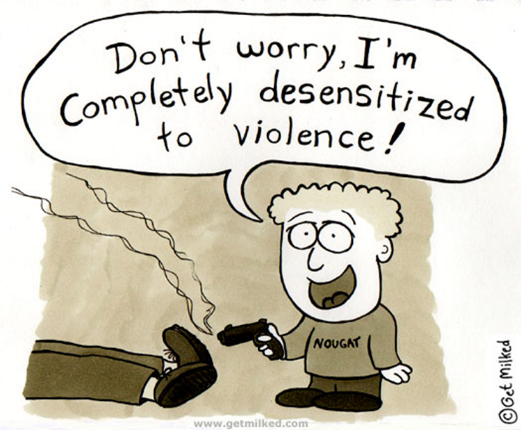 Don't worry, I'm
Completely desensitized
to violence!
NOUGAT
©Get Milked
www.getmilked.com